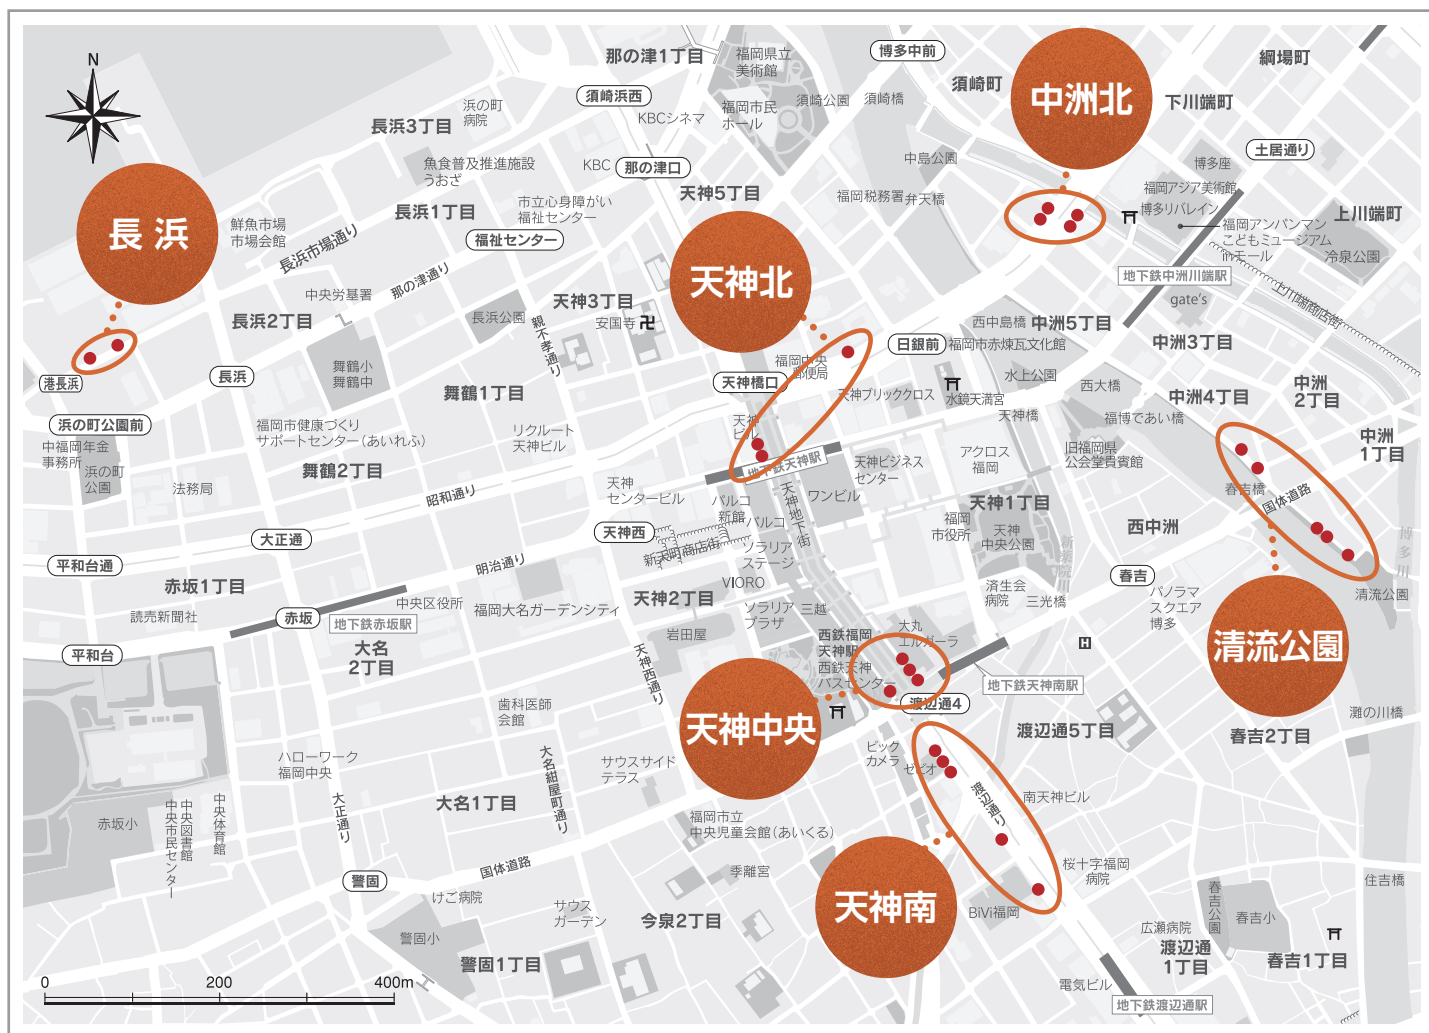 N
那の津1丁目
福岡県立
美術館
博多中前
須崎町
中洲北
綱場町
下川端町
須崎浜西
浜の町
病院
KBCシネマ
福岡市民
ホール
須崎公園
須崎橋
長浜3丁目
魚食普及推進施設
うおざ
KBC
那の津口
中島公園
土居通り
博多座
福岡アジア美術館
長浜
天神5丁目
福岡税務署
弁天橋
長浜1丁目
市立心身障がい
福祉センター
博多リバレイン
上川端町
鮮魚市場
市場会館
長浜市場通り
福祉センター
福岡アンパンマン
こどもミュージアム
inモール
冷泉公園
天神北
地下鉄中洲川端駅
那の津通り
中央労基署
gate's
上川端商店街
長浜2丁目
長浜公園
天神3丁目
安国寺
親不孝通り
西中島橋
中洲5丁目
中洲3丁目
日銀前
福岡市赤煉瓦文化館
港長浜
長浜
舞鶴小
舞鶴中
舞鶴1丁目
福岡中央
郵便局
天神橋口
天神ブリッククロス
水鏡天満宮
水上公園
西大橋
中洲4丁目
中洲
2丁目
浜の町公園前
福岡市健康づくり
サポートセンター(あいれふ)
リクルート
天神ビル
天神
ビル
天神橋
福博であい橋
中洲
1丁目
中福岡年金
事務所
浜の町
公園
舞鶴2丁目
法務局
昭和通り
天神
センタービル
地下鉄天神駅
天神ビジネス
センター
アクロス
福岡
旧福岡県
公会堂貴賓館
春吉橋
国体道路
パルコ
新館
パルコ
ワンビル
天神地下街
天神1丁目
福岡
市役所
天神
中央公園
西中洲
大正通
天神西
新天町商店街
ソラリア
ステージ
新薬院川
博多川
平和台通
赤坂1丁目
明治通り
VIORO
済生会
病院
三光橋
春吉
パノラマ
スクエア
博多
清流公園
読売新聞社
赤坂
地下鉄赤坂駅
中央区役所
福岡大名ガーデンシティ
天神2丁目
ソラリア
プラザ
三越
大丸
エルガーラ
清流公園
平和台
大名
2丁目
岩田屋
西鉄福岡
天神駅
西鉄天神
バスセンター
天神西通り
地下鉄天神南駅
渡辺通4
天神中央
歯科医師
会館
渡辺通5丁目
灘の川橋
春吉2丁目
ハローワーク
福岡中央
大名紺屋町通り
サウスサイド
テラス
ビック
カメラ
ゼビオ
渡辺通り
南天神ビル
赤坂小
中央市民センター
中央図書館
中央体育館
大正通り
大名1丁目
福岡市立
中央児童会館(あいくる)
天神南
桜十字福岡
病院
国体道路
警固
季離宮
住吉橋
けご病院
サウス
ガーデン
今泉2丁目
BiVi福岡
春吉公園
春吉小
広瀬病院
警固小
警固1丁目
渡辺通
1丁目
春吉1丁目
電気ビル
地下鉄渡辺通駅
0 200 400m